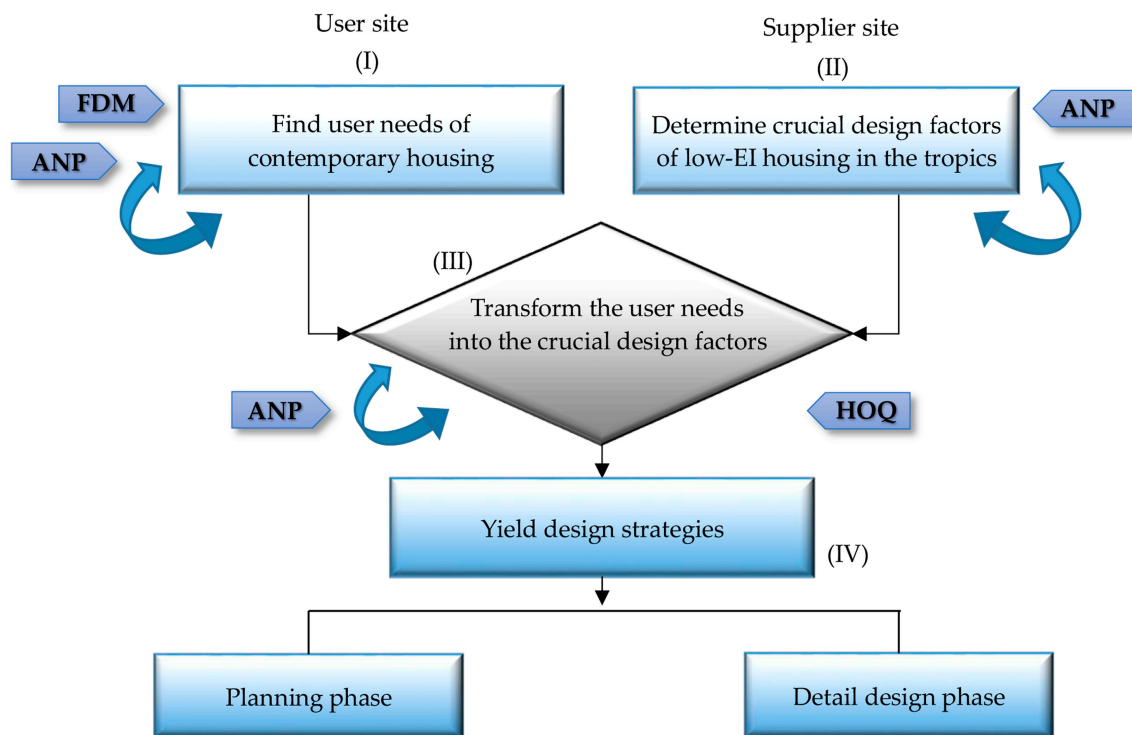 User site
(I)
Supplier site
(II)
FDM
ANP
Find user needs of
contemporary housing
Determine crucial design factors
of low-EI housing in the tropics
ANP
(III)
Transform the user needs
into the crucial design factors
ANP
HOQ
Yield design strategies
(IV)
Planning phase
Detail design phase